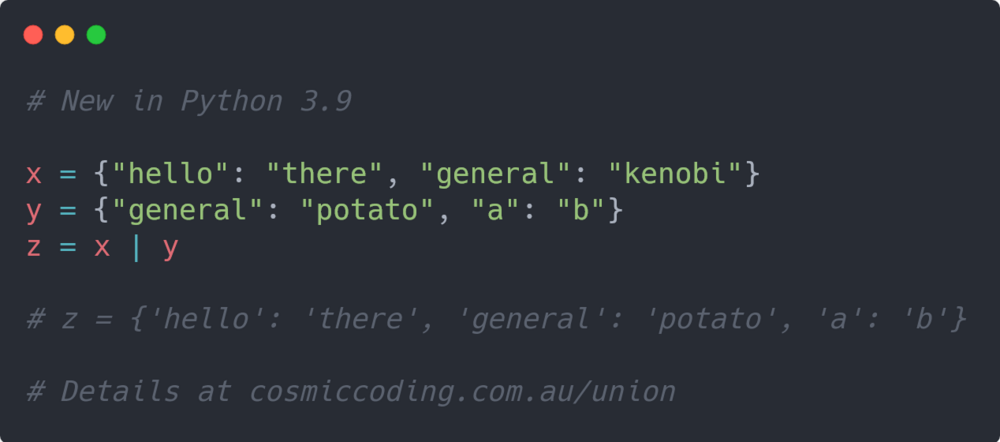 # New in Python 3.9
x = {"hello": "there", "general": "kenobi"}
y = {"general": "potato", "a": "b"}
z = x | y
# z = {'hello': 'there', 'general': 'potato', 'a': 'b'}
# Details at cosmiccoding.com.au/union